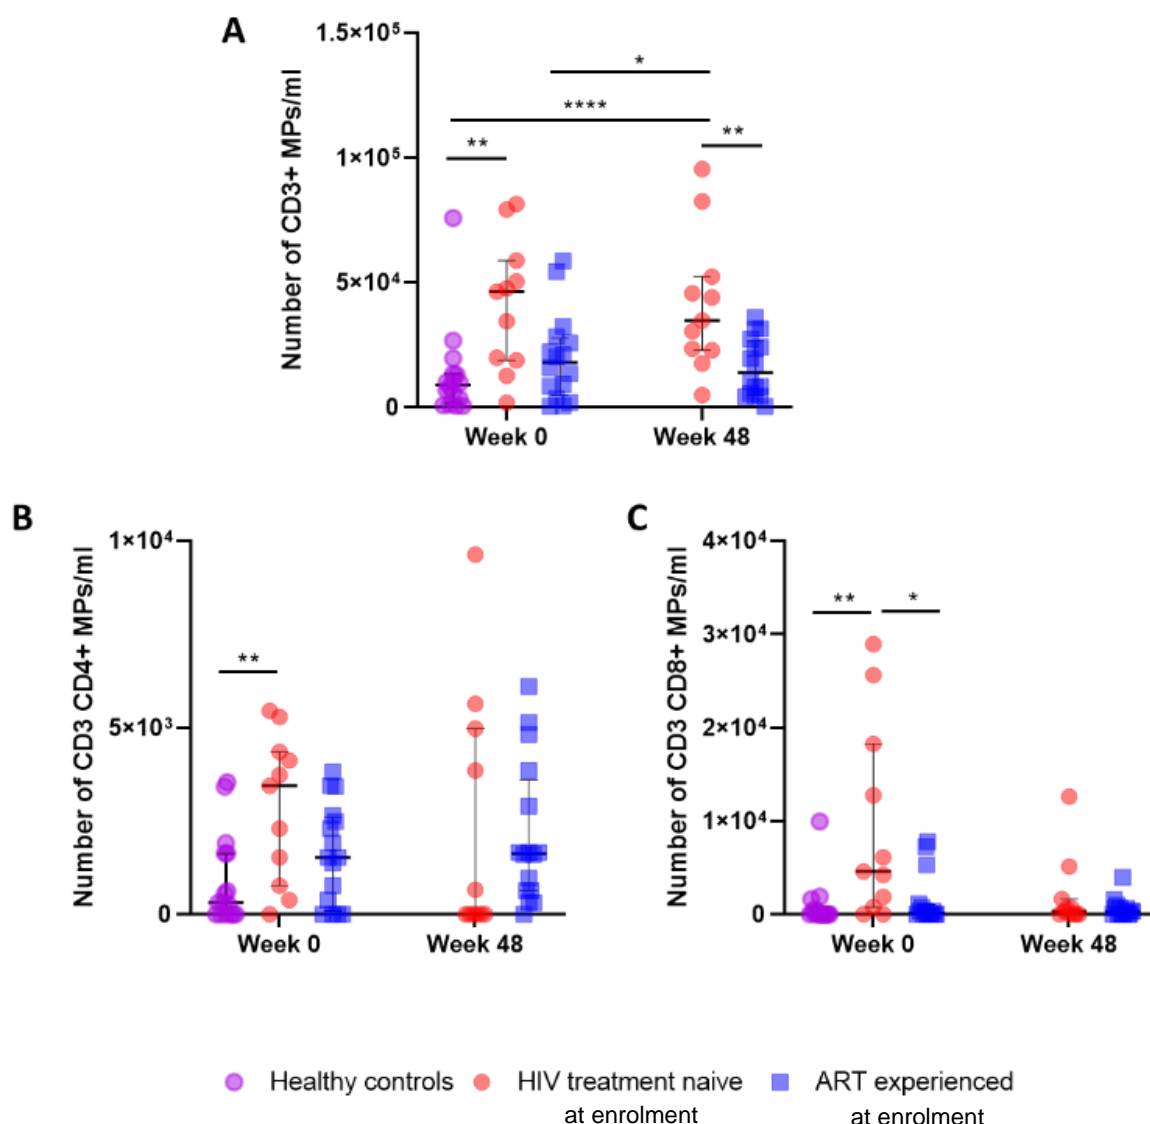 A
Number of CD3+ MPs/ml
1.5×10⁵
1×10⁵
5×10⁴
0
*
****
**
**
Week 0
Week 48
B
Number of CD3 CD4+ MPs/ml
1×10⁴
5×10³
0
**
Week 0
Week 48
C
Number of CD3 CD8+ MPs/ml
4×10⁴
3×10⁴
2×10⁴
1×10⁴
0
**
*
Week 0
Week 48
Healthy controls
HIV treatment naive
at enrolment
ART experienced
at enrolment